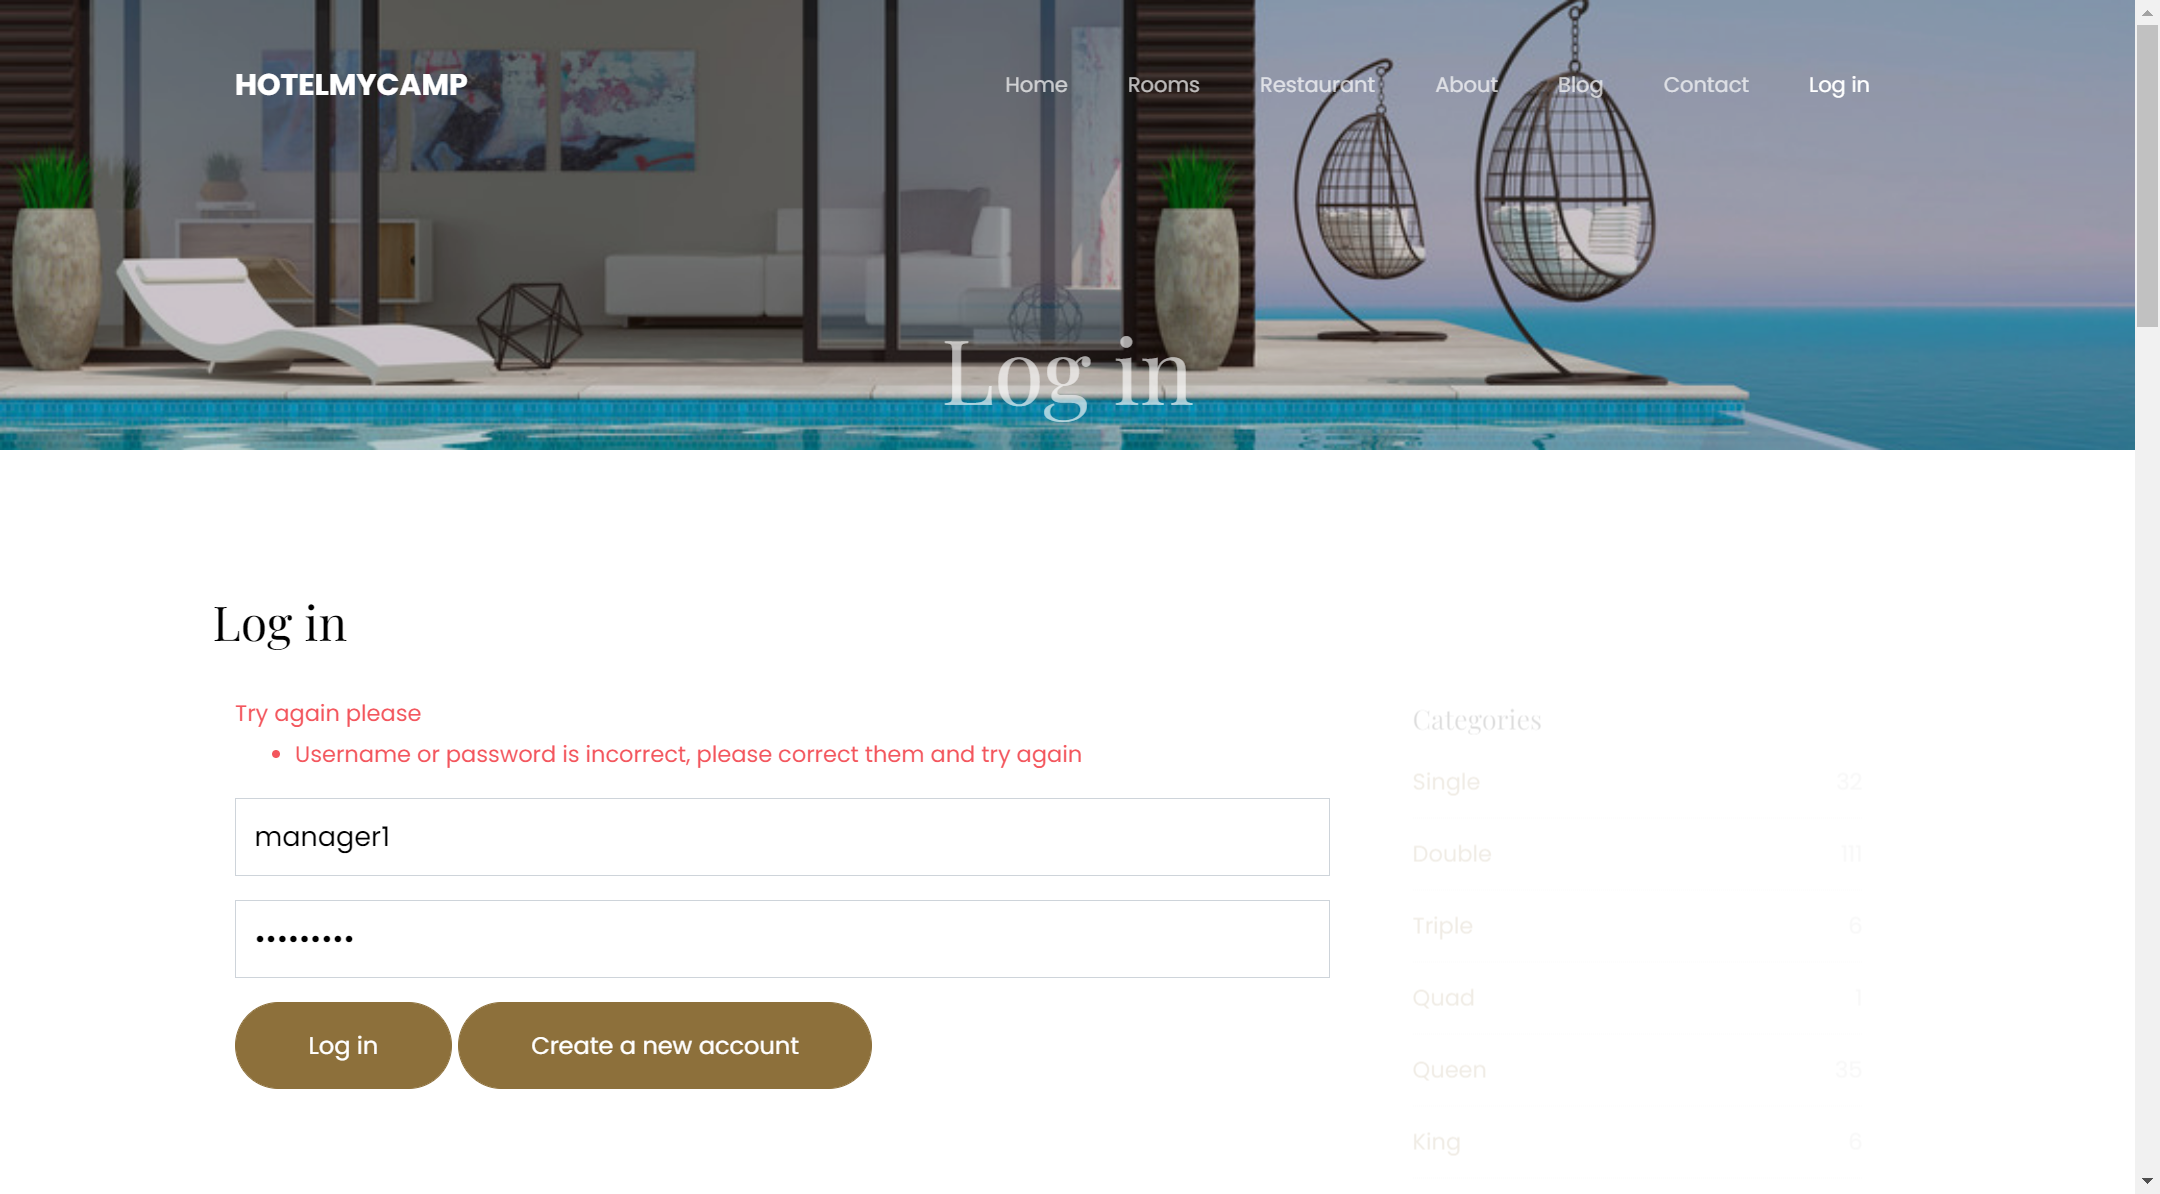 HOTELMYCAMP
Home Rooms Restaurant About Blog Contact Log in
Log in
Log in
Try again please
Username or password is incorrect, please correct them and try again
manager1
•••••••••
Log in Create a new account
Categories
Single 32
Double 111
Triple 6
Quad 1
Queen 35
King 6